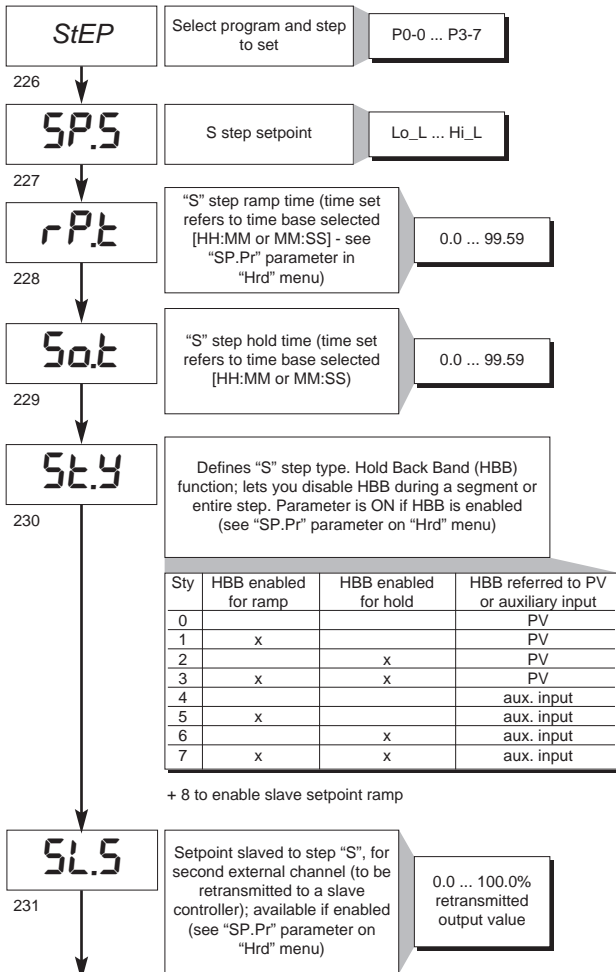 StEP
Select program and step
to set
P0-0 ... P3-7
226
SP.S
S step setpoint
Lo_L ... Hi_L
227
rP.t
“S” step ramp time (time set
refers to time base selected
[HH:MM or MM:SS] - see
“SP.Pr” parameter in
“Hrd” menu)
0.0 ... 99.59
228
So.t
“S” step hold time (time set
refers to time base selected
[HH:MM or MM:SS)
0.0 ... 99.59
229
St.y
Defines “S” step type. Hold Back Band (HBB)
function; lets you disable HBB during a segment or
entire step. Parameter is ON if HBB is enabled
(see “SP.Pr” parameter on “Hrd” menu)
230
Sty HBB enabled for ramp HBB enabled for hold HBB referred to PV or auxiliary input
0 PV
1 x PV
2 x PV
3 x x PV
4 aux. input
5 x aux. input
6 x aux. input
7 x x aux. input
+ 8 to enable slave setpoint ramp
SL.S
Setpoint slaved to step “S”, for
second external channel (to be
retransmitted to a slave
controller); available if enabled
(see “SP.Pr” parameter on
“Hrd” menu)
0.0 ... 100.0%
retransmitted
output value
231